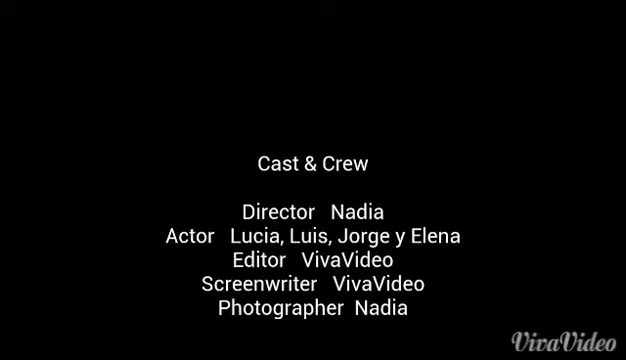 Cast & Crew
Director Nadia
Actor Lucia, Luis, Jorge y Elena
Editor VivaVideo
Screenwriter VivaVideo
Photographer Nadia
VivaVideo